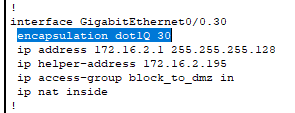 !
interface GigabitEthernet0/0.30
 encapsulation dot1Q 30
 ip address 172.16.2.1 255.255.255.128
 ip helper-address 172.16.2.195
 ip access-group block_to_dmz in
 ip nat inside
!